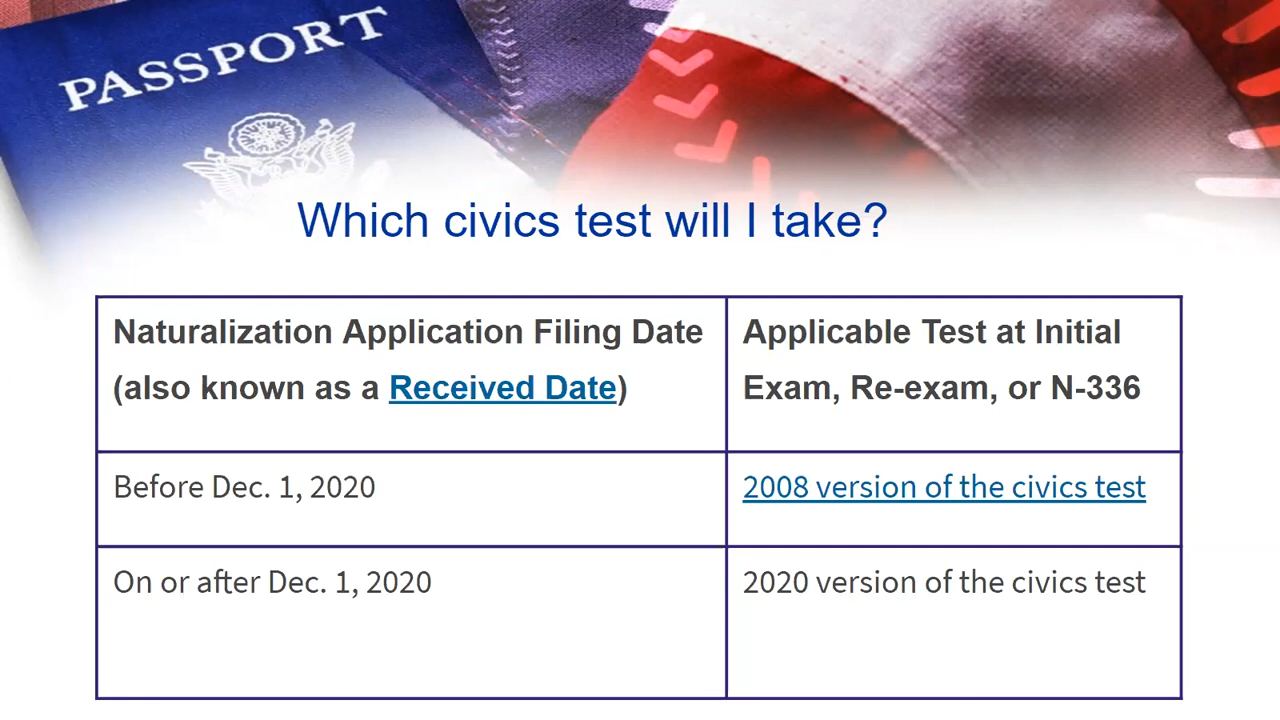 PASSPORT
Which civics test will I take?
Naturalization Application Filing Date
(also known as a Received Date)
Applicable Test at Initial
Exam, Re-exam, or N-336
Before Dec. 1, 2020
2008 version of the civics test
On or after Dec. 1, 2020
2020 version of the civics test